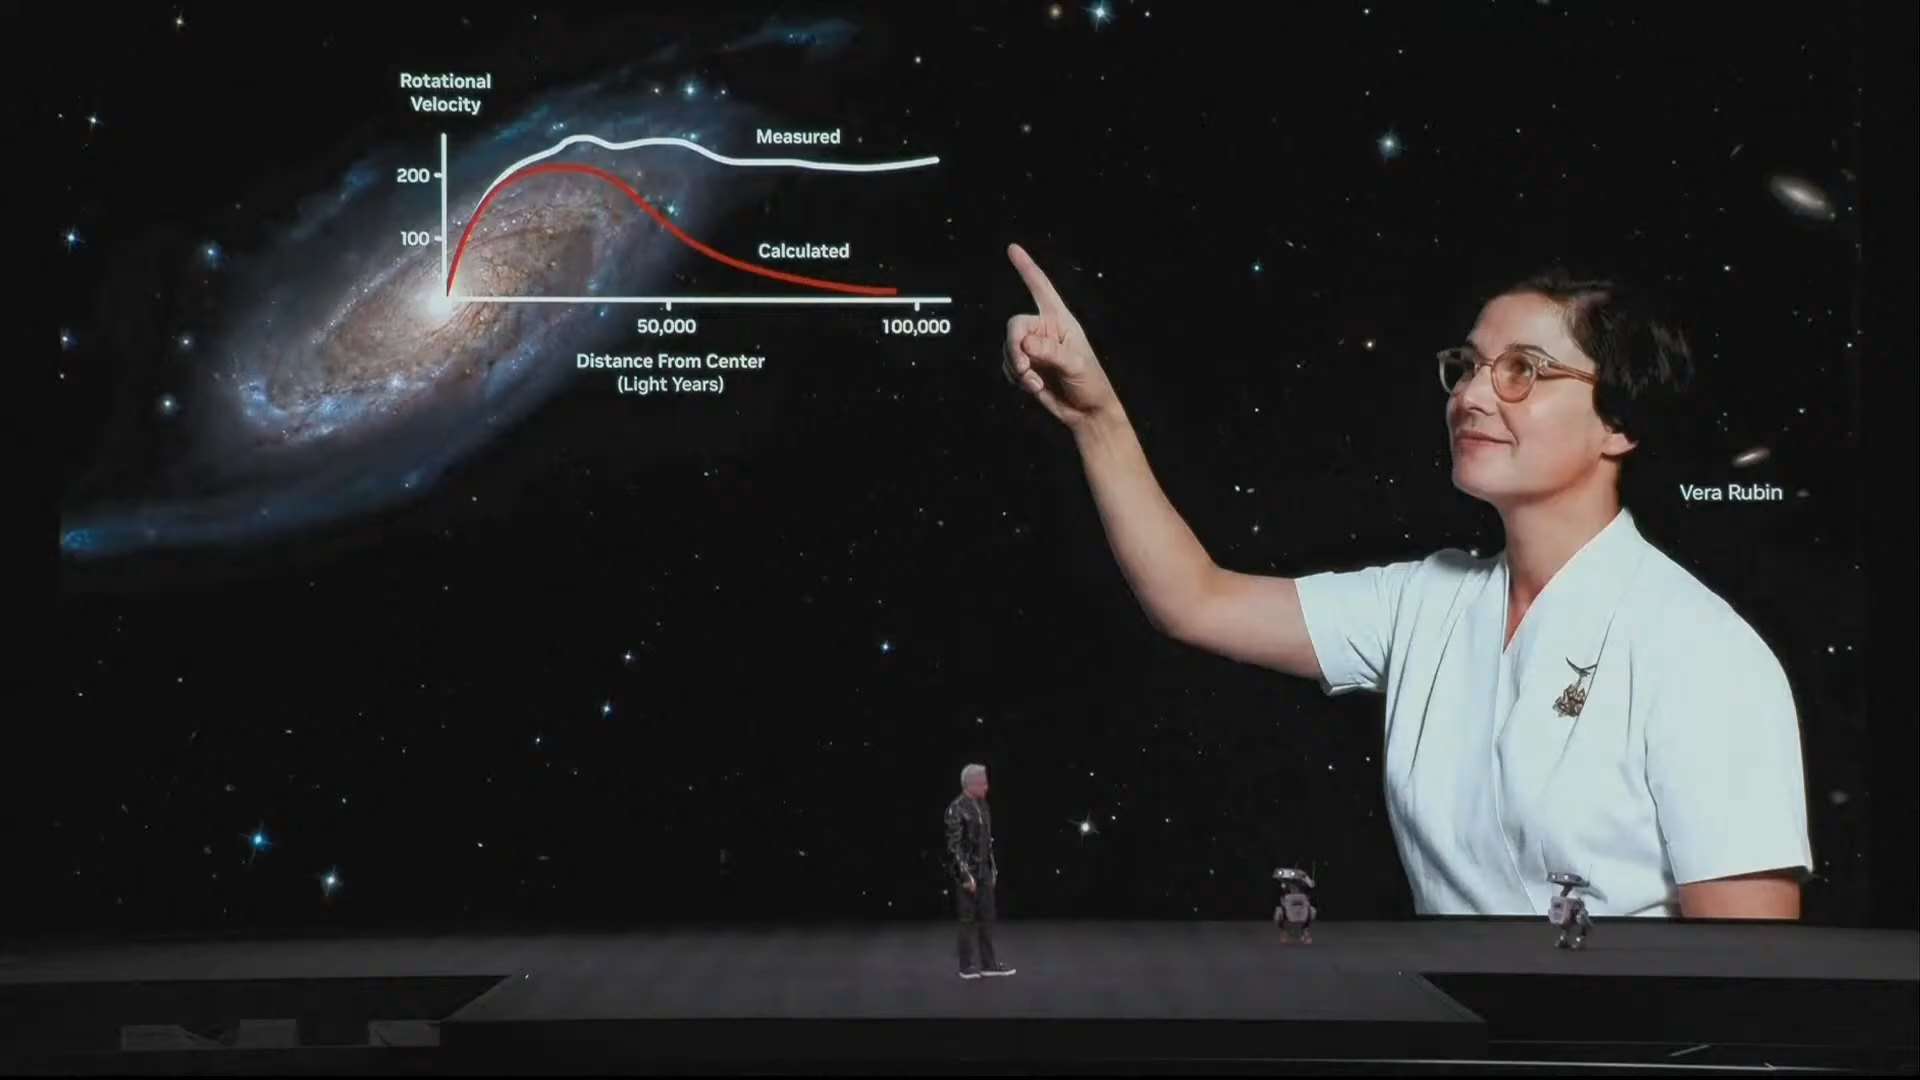 Rotational
Velocity
Measured
200
100
Calculated
50,000
100,000
Distance From Center
(Light Years)
Vera Rubin